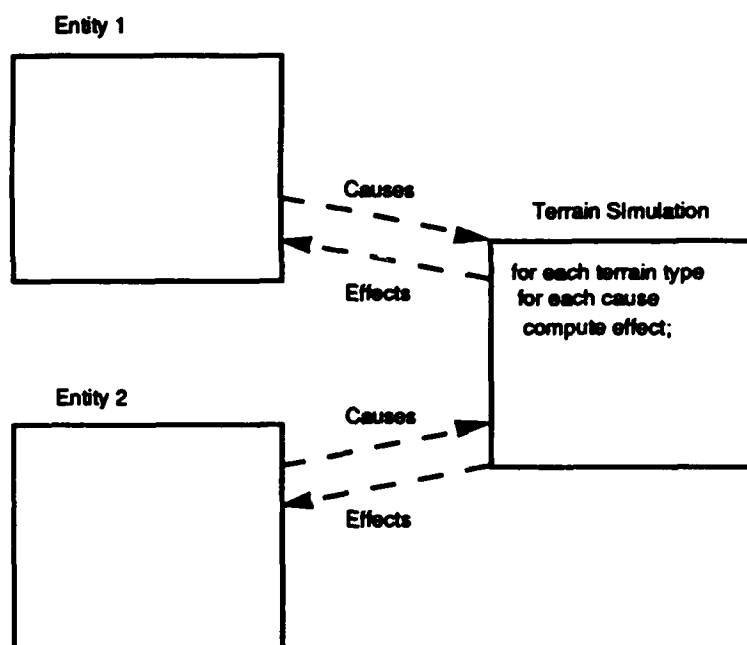 Entity 1
Causes
Terrain Simulation
for each terrain type
for each cause
compute effect;
Effects
Entity 2
Causes
Effects